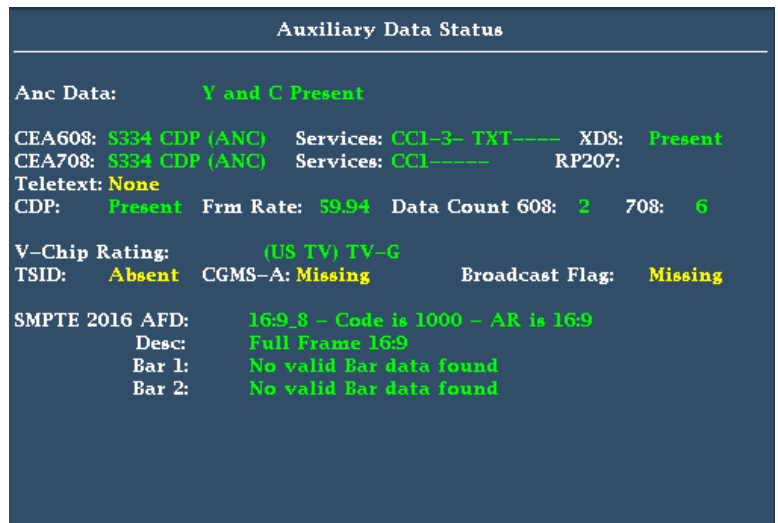 Auxiliary Data Status
Anc Data: Y and C Present
CEA608: S334 CDP (ANC) Services: CC1-3- TXT---- XDS: Present
CEA708: S334 CDP (ANC) Services: CC1----- RP207:
Teletext: None
CDP: Present Frm Rate: 59.94 Data Count 608: 2 708: 6
V-Chip Rating: (US TV) TV-G
TSID: Absent CGMS-A: Missing Broadcast Flag: Missing
SMPTE 2016 AFD: 16:9_8 - Code is 1000 - AR is 16:9
Desc: Full Frame 16:9
Bar 1: No valid Bar data found
Bar 2: No valid Bar data found